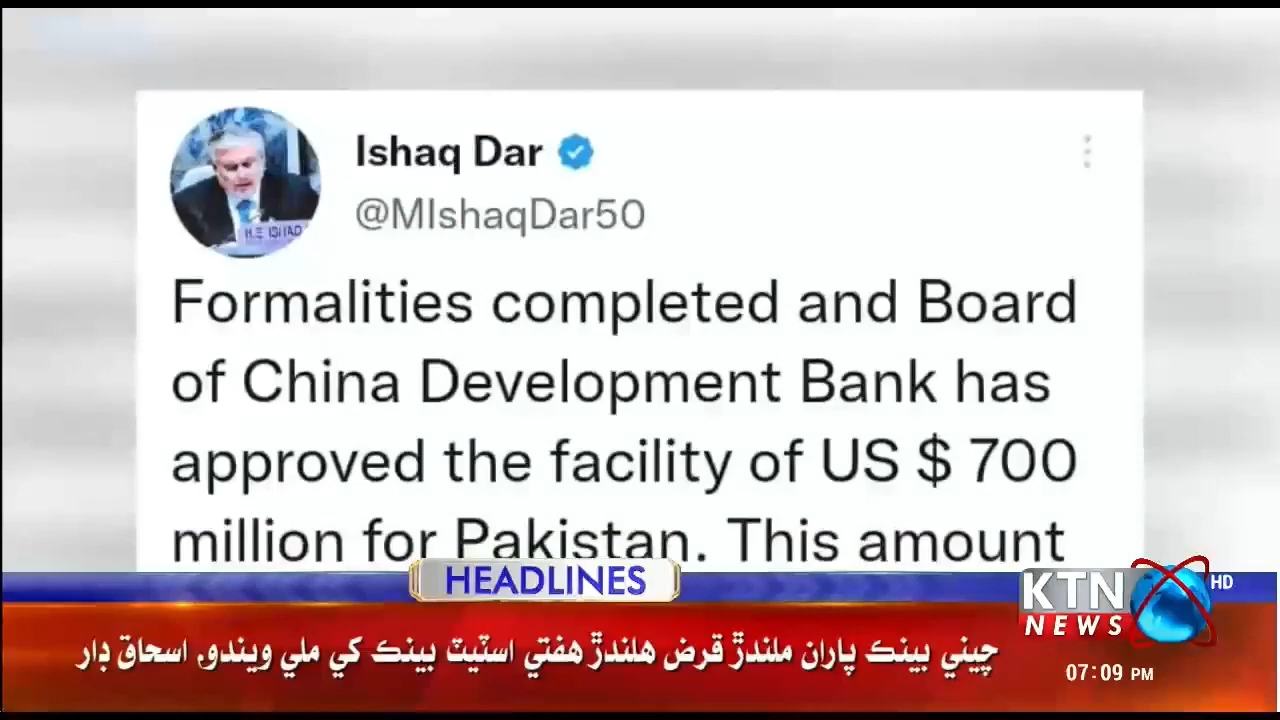 Ishaq Dar
@MIshaqDar50
H.E ISHAQ
Formalities completed and Board
of China Development Bank has
approved the facility of US $ 700
million for Pakistan. This amount
HEADLINES
KTN HD
NEWS
چيني بينڪ پاران ملندڙ قرض هلندڙ هفتي اسٽيٽ بينڪ کي ملي ويندو، اسحاق ڊار
07:09 PM